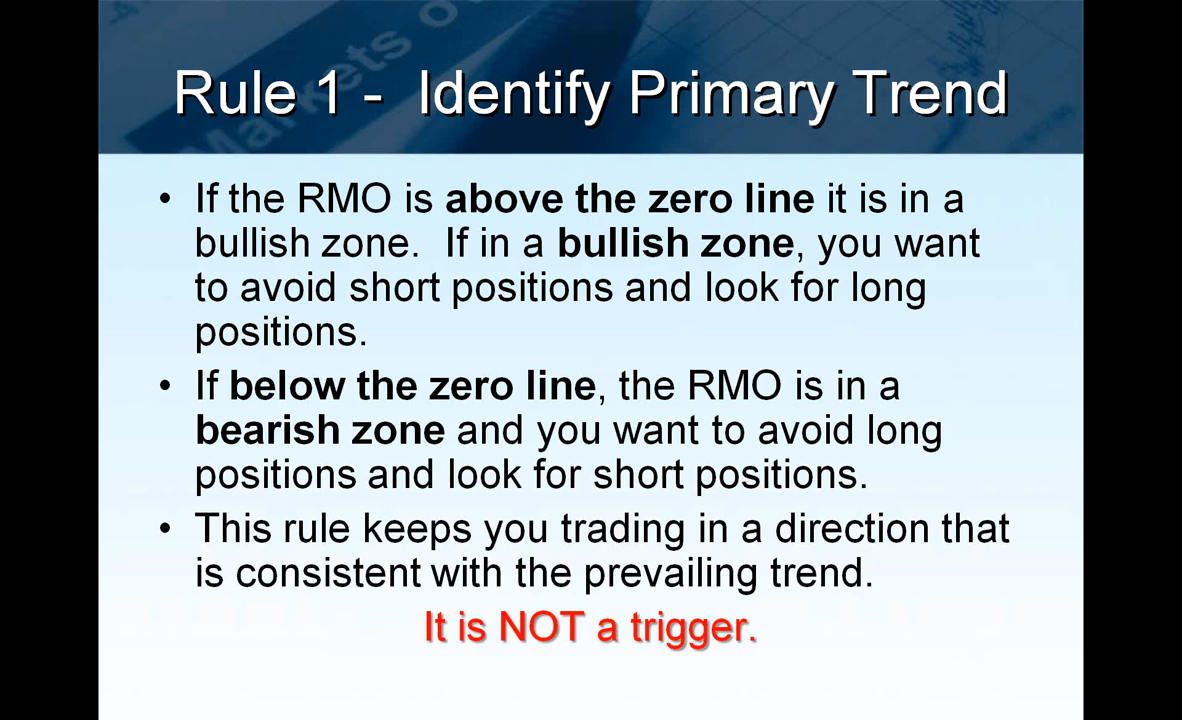 Markets o
Rule 1 - Identify Primary Trend
• If the RMO is above the zero line it is in a
bullish zone. If in a bullish zone, you want
to avoid short positions and look for long
positions.
• If below the zero line, the RMO is in a
bearish zone and you want to avoid long
positions and look for short positions.
• This rule keeps you trading in a direction that
is consistent with the prevailing trend.
It is NOT a trigger.